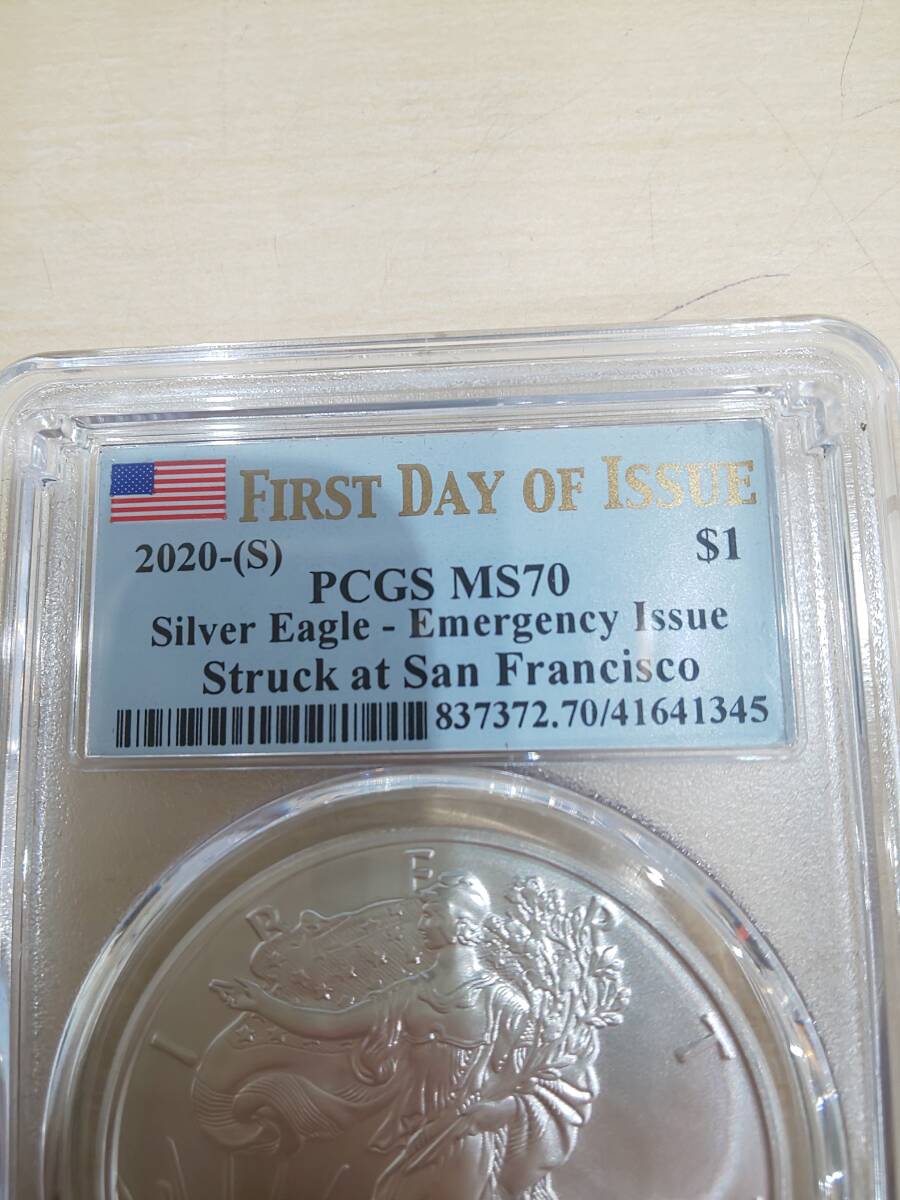 FIRST DAY OF ISSUE
2020-(S) $1
PCGS MS70
Silver Eagle - Emergency Issue
Struck at San Francisco
837372.70/41641345
LIBERTY